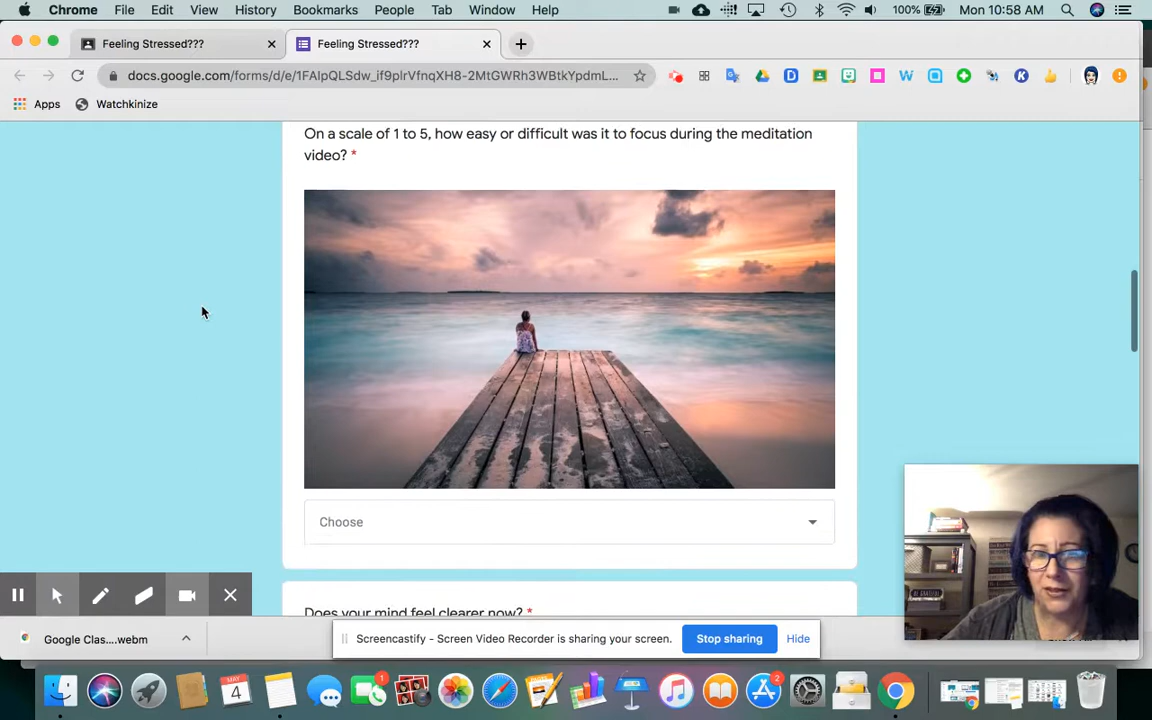 Chrome File Edit View History Bookmarks People Tab Window Help 100% Mon 10:58 AM
Feeling Stressed???
Feeling Stressed???
docs.google.com/forms/d/e/1FAIpQLSdw_if9plrVfnqXH8-2MtGWRh3WBtkYpdmL...
Apps Watchkinize
On a scale of 1 to 5, how easy or difficult was it to focus during the meditation
video? *
Choose
Does your mind feel clearer now? *
Google Clas....webm
Screencastify - Screen Video Recorder is sharing your screen. Stop sharing Hide
MAY
4
1
2